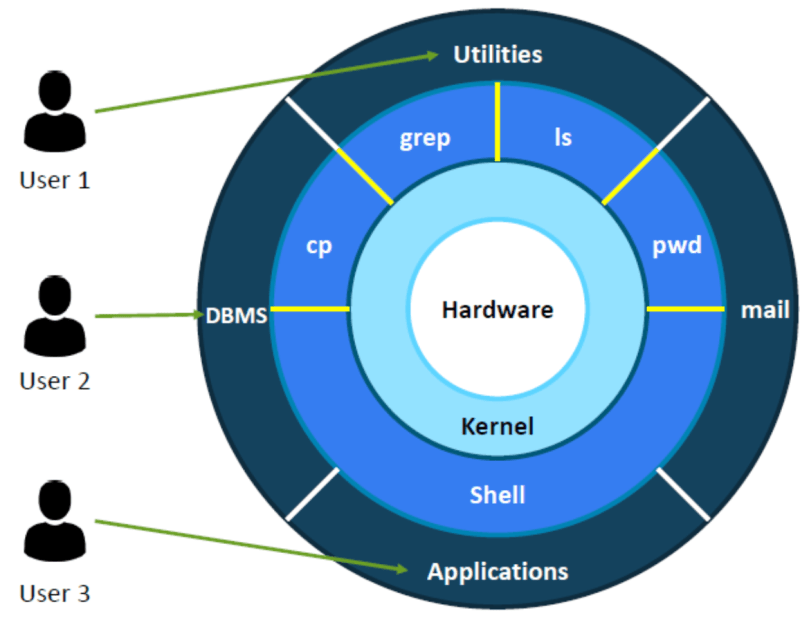 Utilities
grep
ls
User 1
cp
pwd
Hardware
mail
DBMS
User 2
Kernel
Shell
Applications
User 3